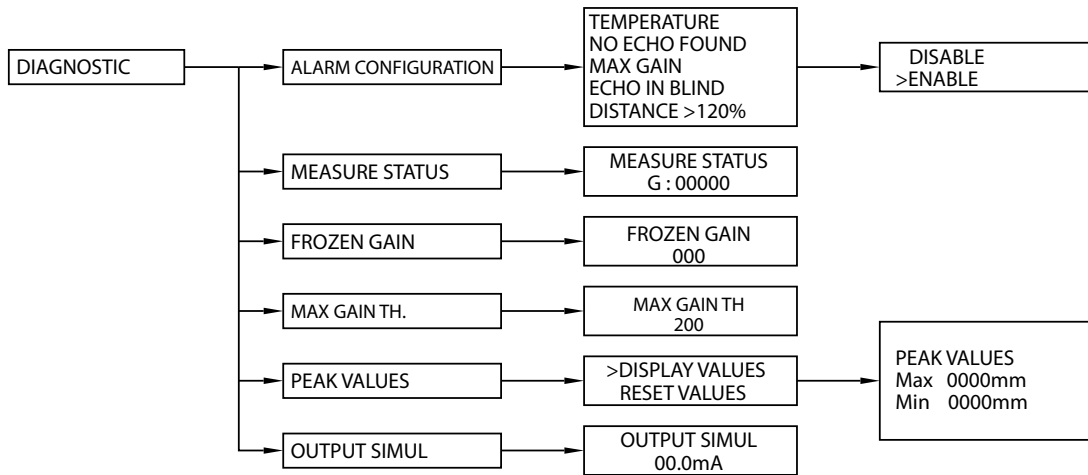 DIAGNOSTIC
ALARM CONFIGURATION
TEMPERATURE
NO ECHO FOUND
MAX GAIN
ECHO IN BLIND
DISTANCE >120%
DISABLE
>ENABLE
MEASURE STATUS
MEASURE STATUS
G : 00000
FROZEN GAIN
FROZEN GAIN
000
MAX GAIN TH.
MAX GAIN TH
200
PEAK VALUES
>DISPLAY VALUES
RESET VALUES
PEAK VALUES
Max 0000mm
Min 0000mm
OUTPUT SIMUL
OUTPUT SIMUL
00.0mA